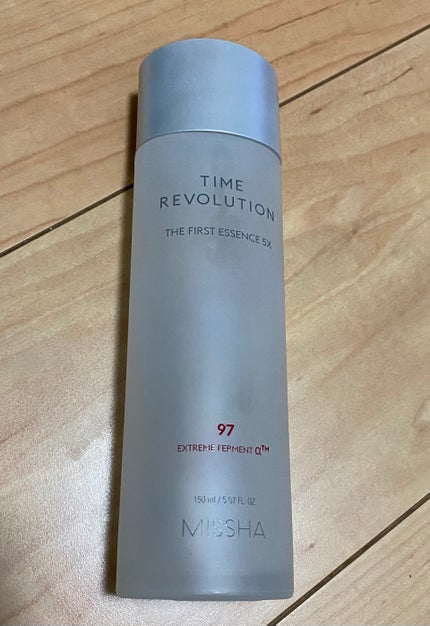 TIME
REVOLUTION
THE FIRST ESSENCE 5X
97
EXTREME FERMENT α™
150 ml / 5.07 FL. OZ
MISSHA